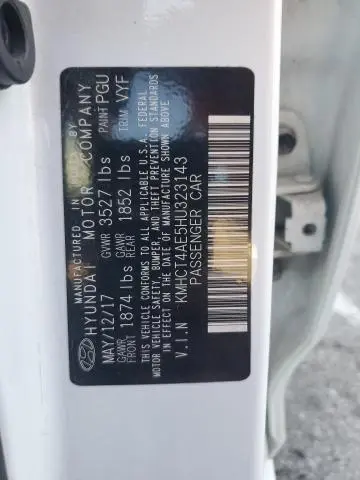 MANUFACTURED IN BY
HYUNDAI MOTOR COMPANY
MAY/12/17 GVWR 3527 lbs PAINT PGU
GAWR FRONT 1874 lbs GAWR REAR 1852 lbs TRIM VYF
THIS VEHICLE CONFORMS TO ALL APPLICABLE U.S.A. FEDERAL
MOTOR VEHICLE SAFETY, BUMPER, AND THEFT PREVENTION STANDARDS
IN EFFECT ON THE DATE OF MANUFACTURE SHOWN ABOVE
V.I.N KMHCT4AE5HU323143
PASSENGER CAR